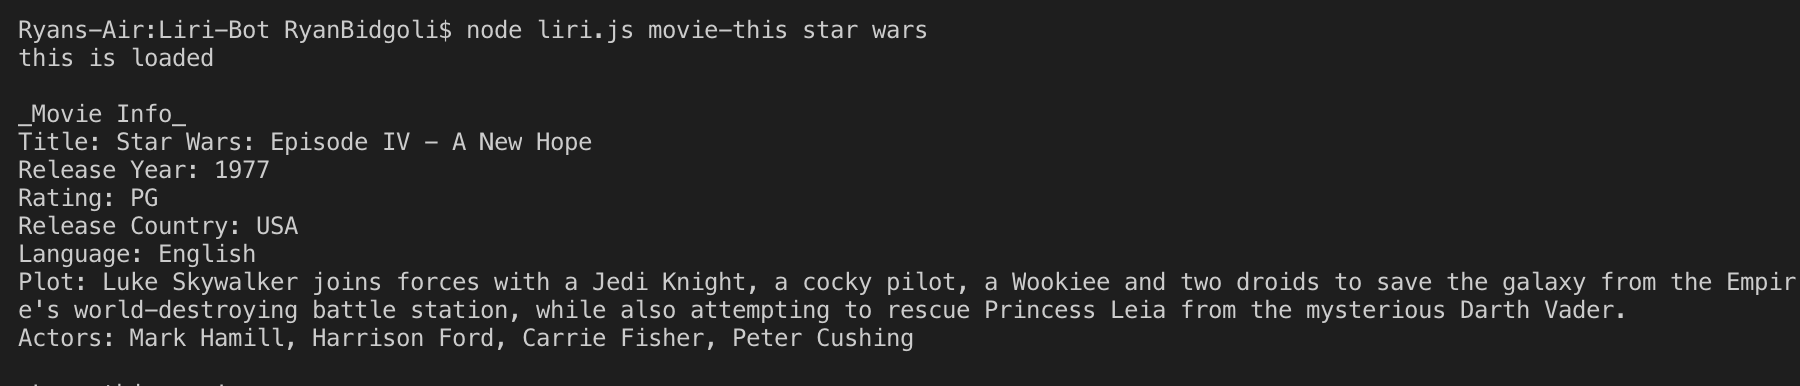 Ryans-Air:Liri-Bot RyanBidgoli$ node liri.js movie-this star wars
this is loaded
_Movie Info_
Title: Star Wars: Episode IV - A New Hope
Release Year: 1977
Rating: PG
Release Country: USA
Language: English
Plot: Luke Skywalker joins forces with a Jedi Knight, a cocky pilot, a Wookiee and two droids to save the galaxy from the Empir
e's world-destroying battle station, while also attempting to rescue Princess Leia from the mysterious Darth Vader.
Actors: Mark Hamill, Harrison Ford, Carrie Fisher, Peter Cushing